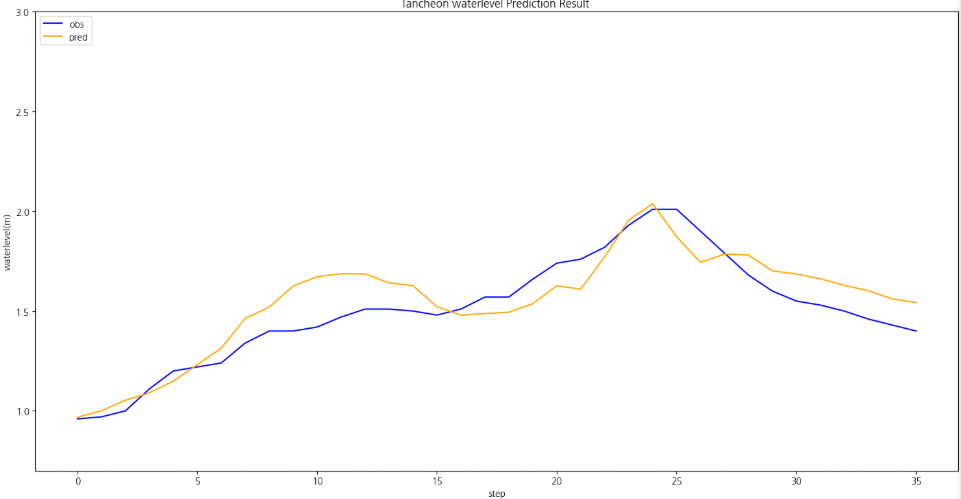 Tancheon waterlevel Prediction Result
obs
pred
3.0
2.5
2.0
1.5
1.0
waterlevel(m)
0 5 10 15 20 25 30 35
step